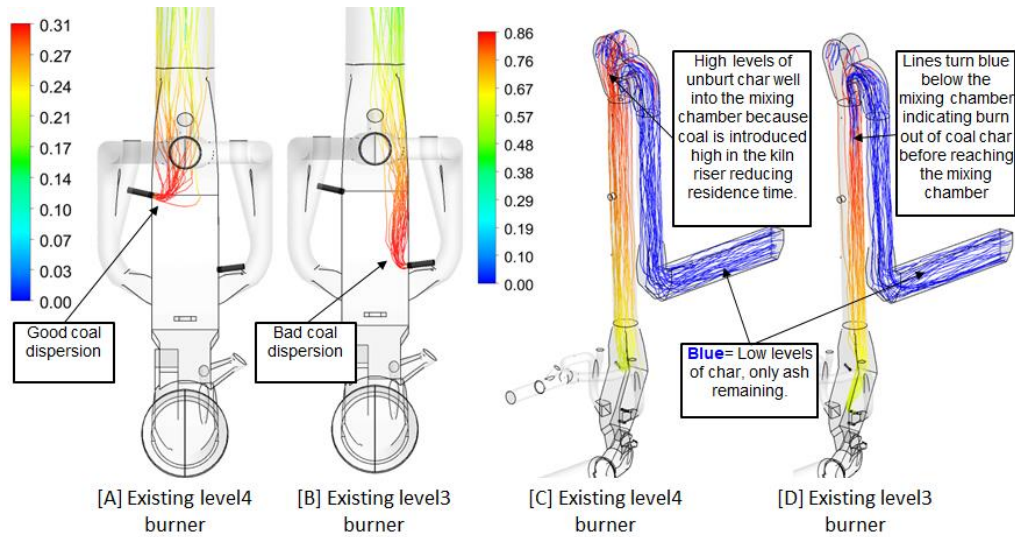 0.31
0.28
0.24
0.21
0.17
0.14
0.10
0.07
0.03
0.00
Good coal
dispersion
Bad coal
dispersion
0.86
0.76
0.67
0.57
0.48
0.38
0.29
0.19
0.10
0.00
High levels of
unburt char well
into the mixing
chamber because
coal is introduced
high in the kiln
riser reducing
residence time.
Lines turn blue
below the
mixing chamber
indicating burn
out of coal char
before reaching
the mixing
chamber
Blue= Low levels
of char, only ash
remaining.
[A] Existing level4
burner
[B] Existing level3
burner
[C] Existing level4
burner
[D] Existing level3
burner